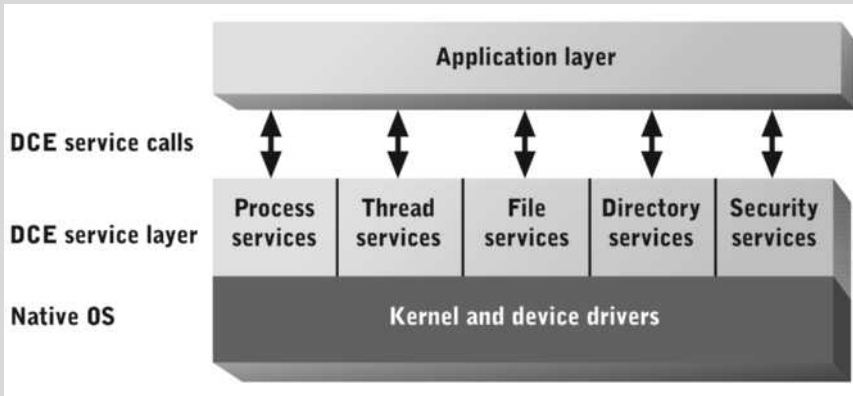 Application layer
DCE service calls
DCE service layer
Process services
Thread services
File services
Directory services
Security services
Native OS
Kernel and device drivers